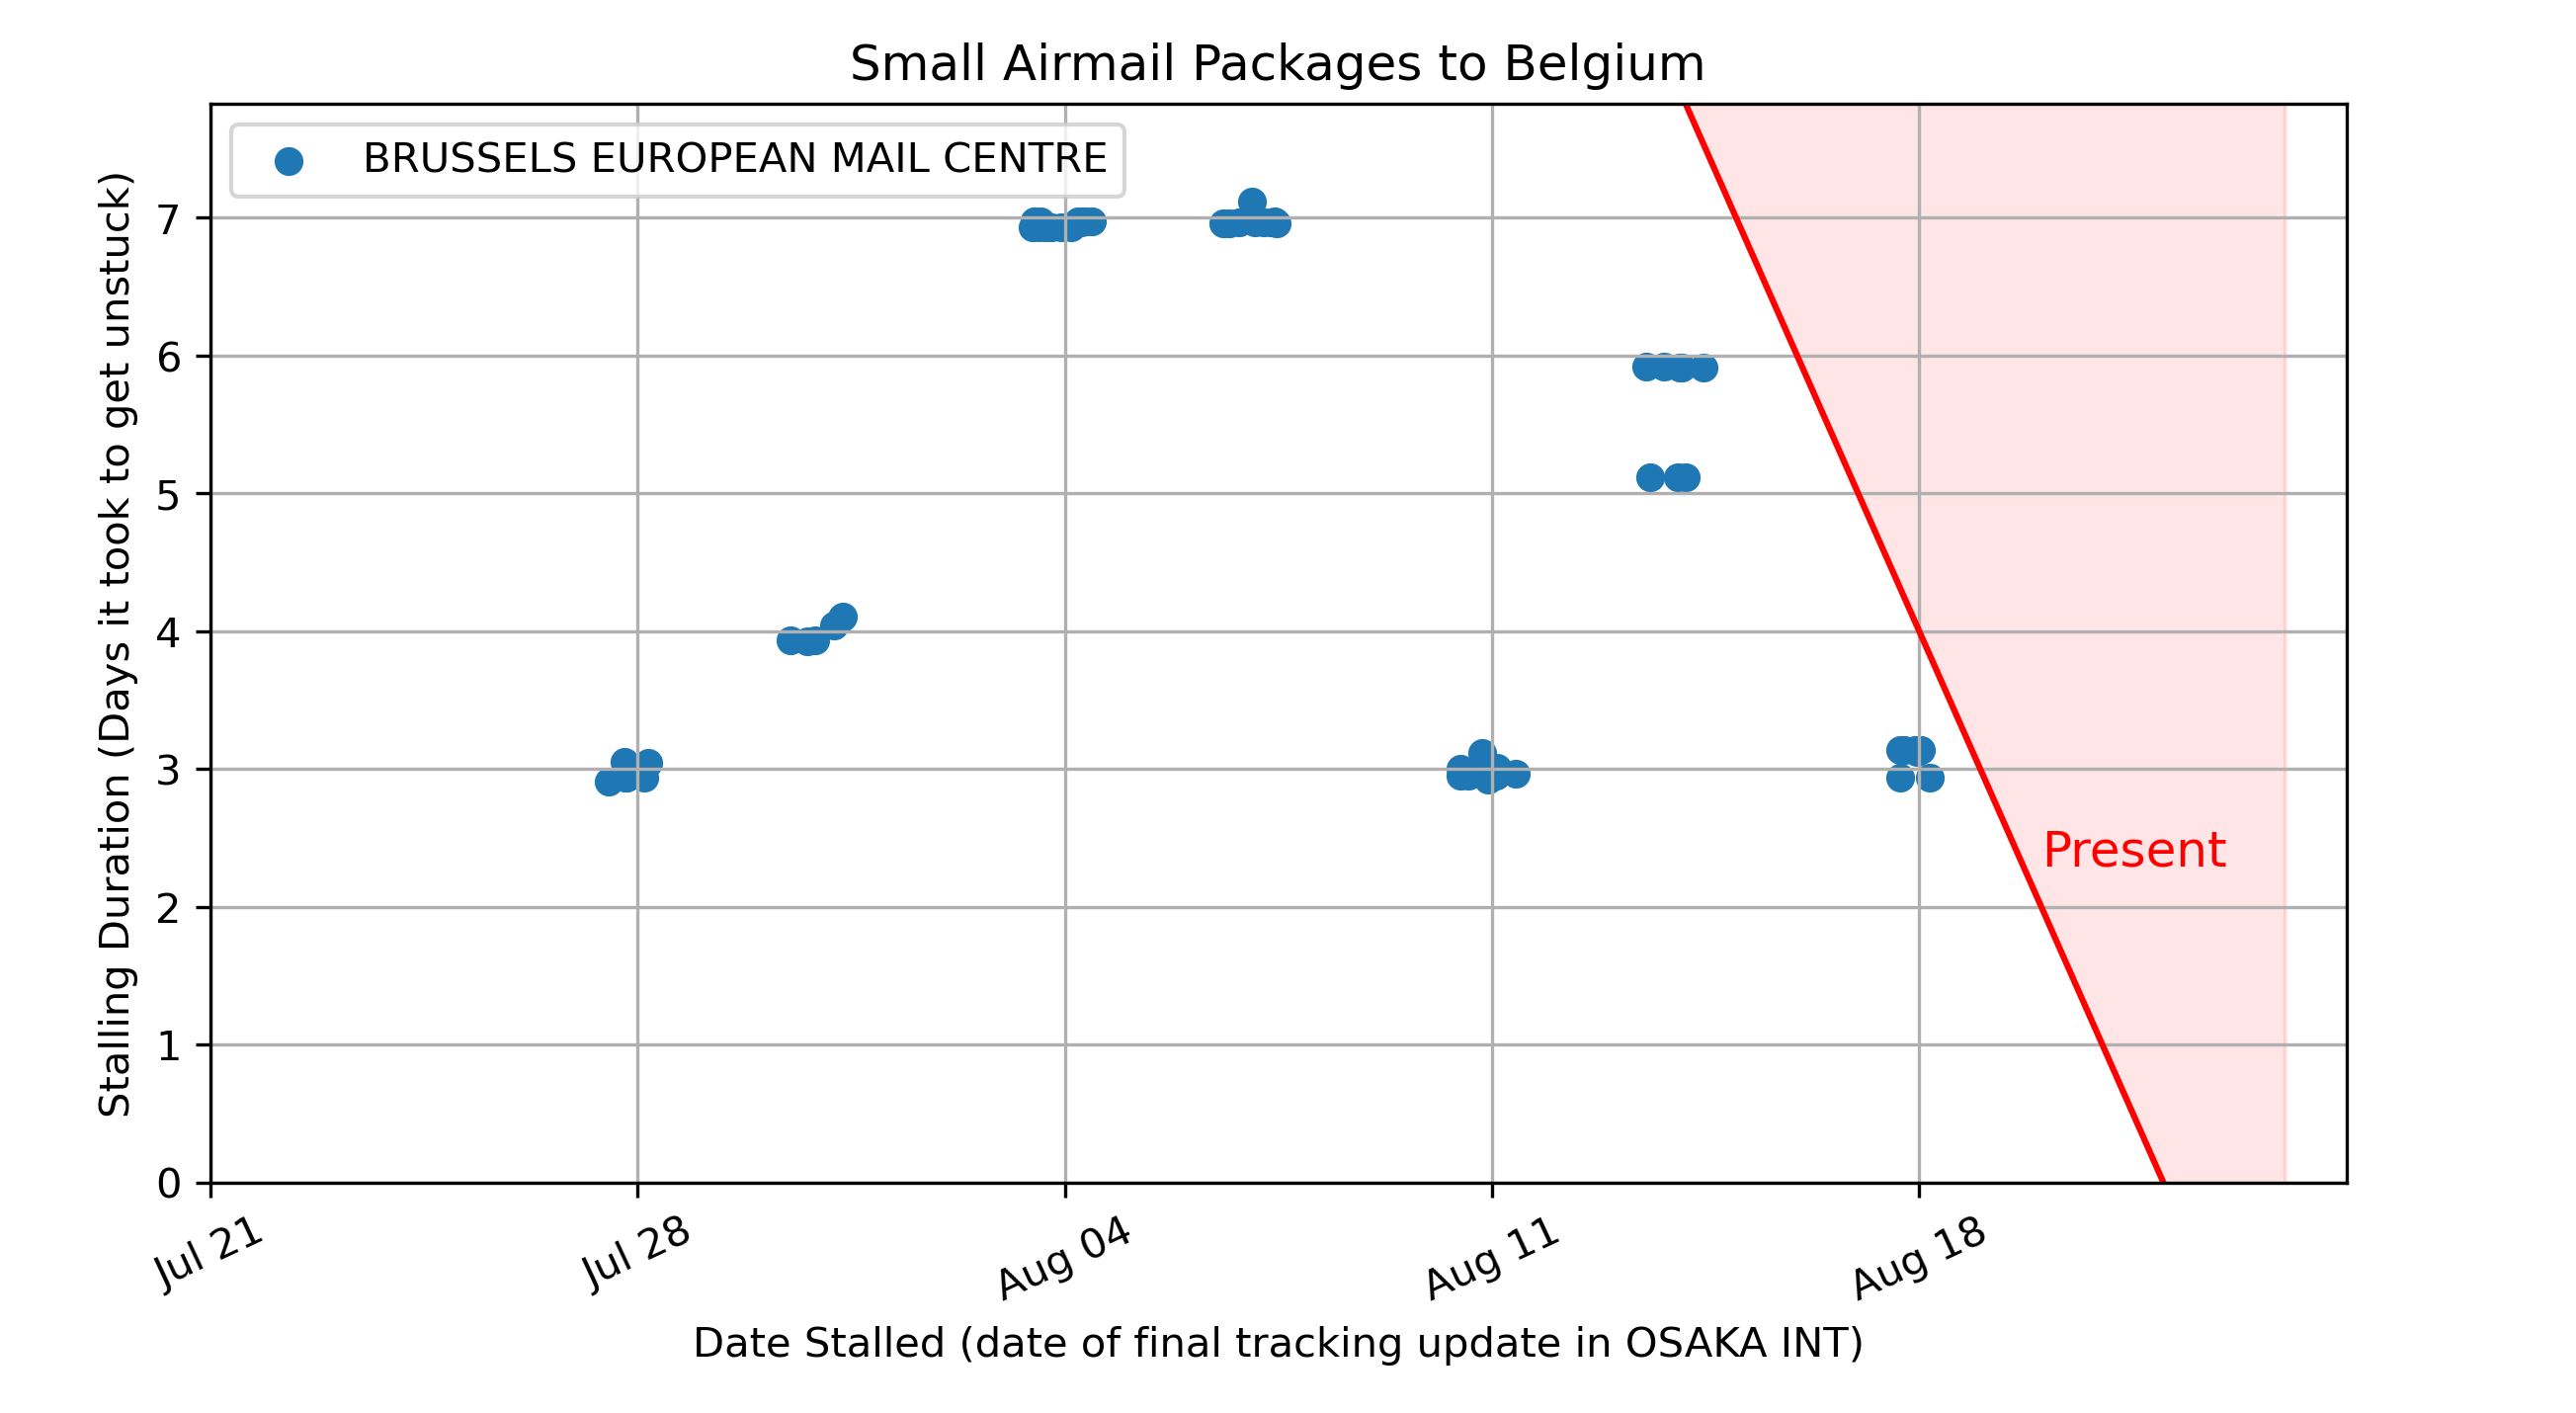 Small Airmail Packages to Belgium
BRUSSELS EUROPEAN MAIL CENTRE
Stalling Duration (Days it took to get unstuck)
7
6
5
4
3
2
1
0
Present
Jul 21
Jul 28
Aug 04
Aug 11
Aug 18
Date Stalled (date of final tracking update in OSAKA INT)